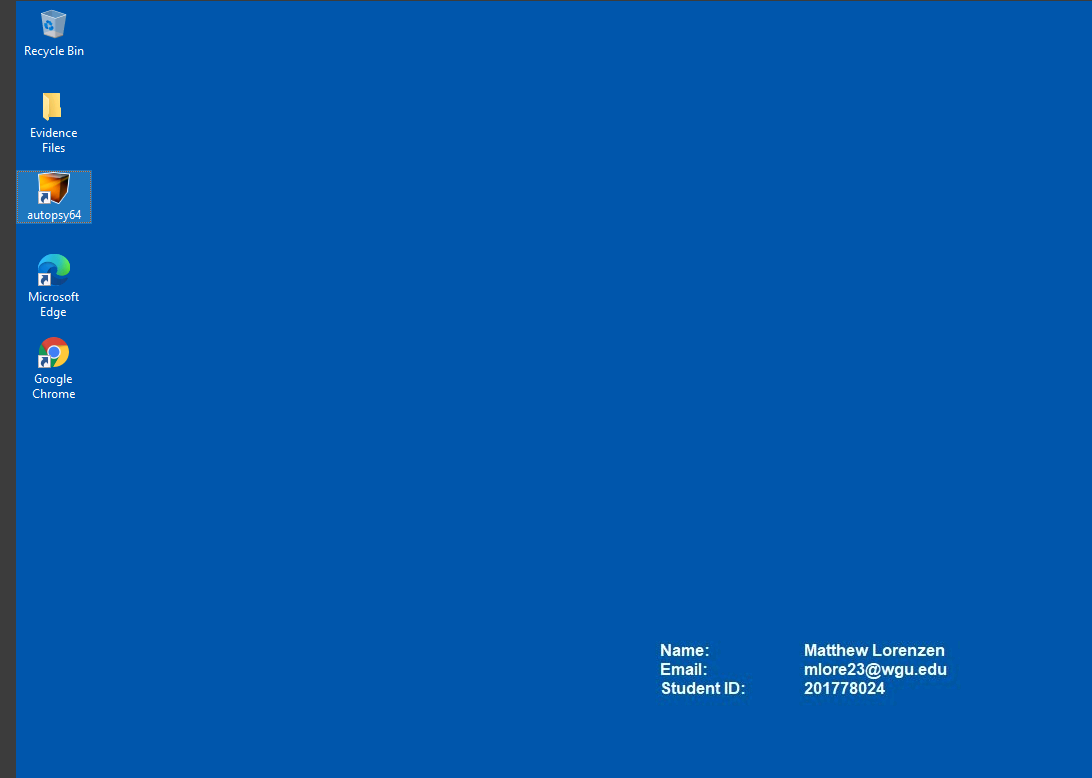 Recycle Bin
Evidence
Files
autopsy64
Microsoft
Edge
Google
Chrome
Name: Matthew Lorenzen
Email: mlore23@wgu.edu
Student ID: 201778024